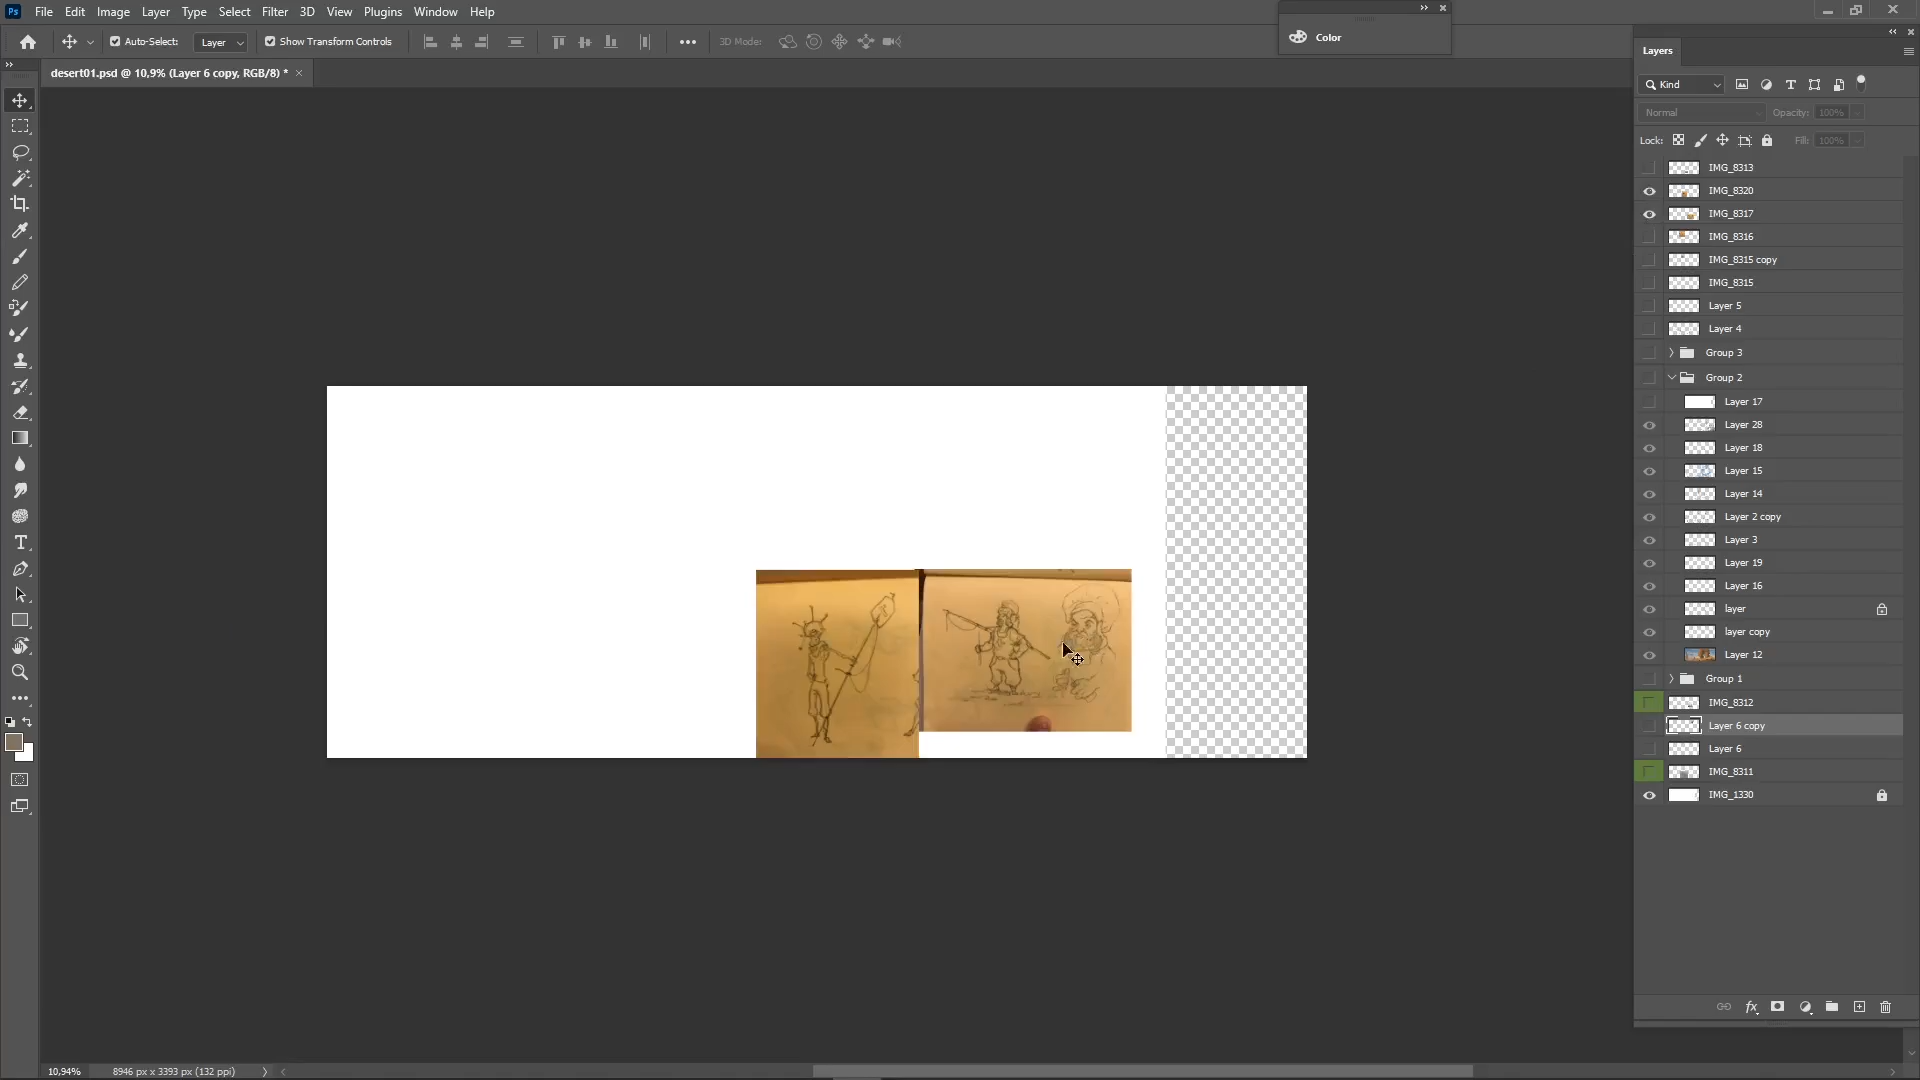 Ps File Edit Image Layer Type Select Filter 3D View Plugins Window Help
Auto-Select: Layer Show Transform Controls 3D Mode:
Color
desert01.psd @ 10,9% (Layer 6 copy, RGB/8) *
Layers
Kind
Normal Opacity: 100%
Lock: Fill: 100%
IMG_8313
IMG_8320
IMG_8317
IMG_8316
IMG_8315 copy
IMG_8315
Layer 5
Layer 4
Group 3
Group 2
Layer 17
Layer 28
Layer 18
Layer 15
Layer 14
Layer 2 copy
Layer 3
Layer 19
Layer 16
layer
layer copy
Layer 12
Group 1
IMG_8312
Layer 6 copy
Layer 6
IMG_8311
IMG_1330
fx
10,94% 8946 px x 3393 px (132 ppi)